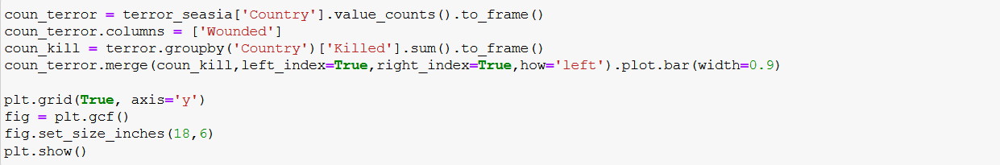 coun_terror = terror_seasia['Country'].value_counts().to_frame()
coun_terror.columns = ['Wounded']
coun_kill = terror.groupby('Country')['Killed'].sum().to_frame()
coun_terror.merge(coun_kill,left_index=True,right_index=True,how='left').plot.bar(width=0.9)
plt.grid(True, axis='y')
fig = plt.gcf()
fig.set_size_inches(18,6)
plt.show()